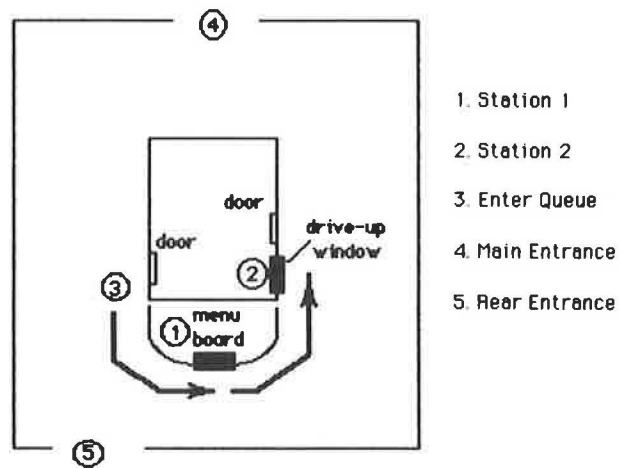 4
1. Station 1
2. Station 2
3. Enter Queue
4. Main Entrance
5. Rear Entrance
door
drive-up
window
door
2
3
1
menu
board
5